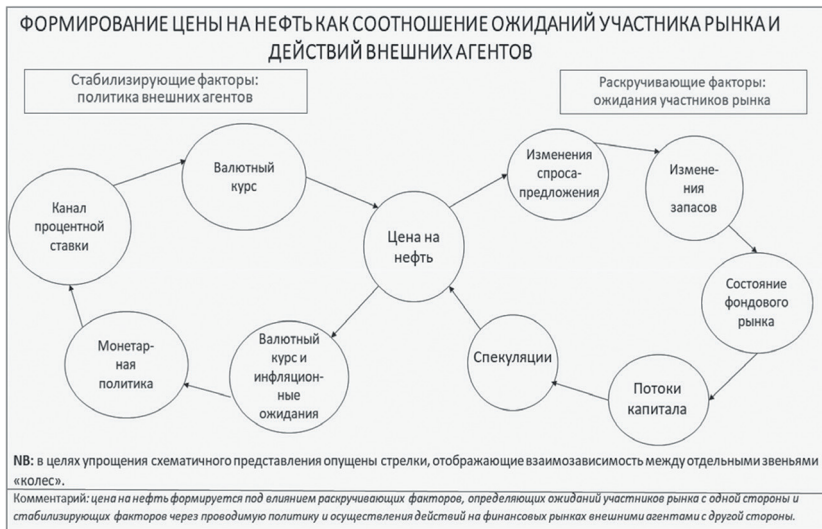 ФОРМИРОВАНИЕ ЦЕНЫ НА НЕФТЬ КАК СООТНОШЕНИЕ ОЖИДАНИЙ УЧАСТНИКА РЫНКА И
ДЕЙСТВИЙ ВНЕШНИХ АГЕНТОВ
Стабилизирующие факторы:
политика внешних агентов
Раскручивающие факторы:
ожидания участников рынка
Валютный
курс
Канал
процентной
ставки
Монетар-
ная
политика
Валютный
курс и
инфляцион-
ные
ожидания
Цена на
нефть
Изменения
спроса-
предложения
Измене-
ния
запасов
Состояние
фондового
рынка
Потоки
капитала
Спекуляции
NB: в целях упрощения схематичного представления опущены стрелки, отображающие взаимозависимость между отдельными звеньями
«колес».
Комментарий: цена на нефть формируется под влиянием раскручивающих факторов, определяющих ожиданий участников рынка с одной стороны и
стабилизирующих факторов через проводимую политику и осуществления действий на финансовых рынках внешними агентами с другой стороны.